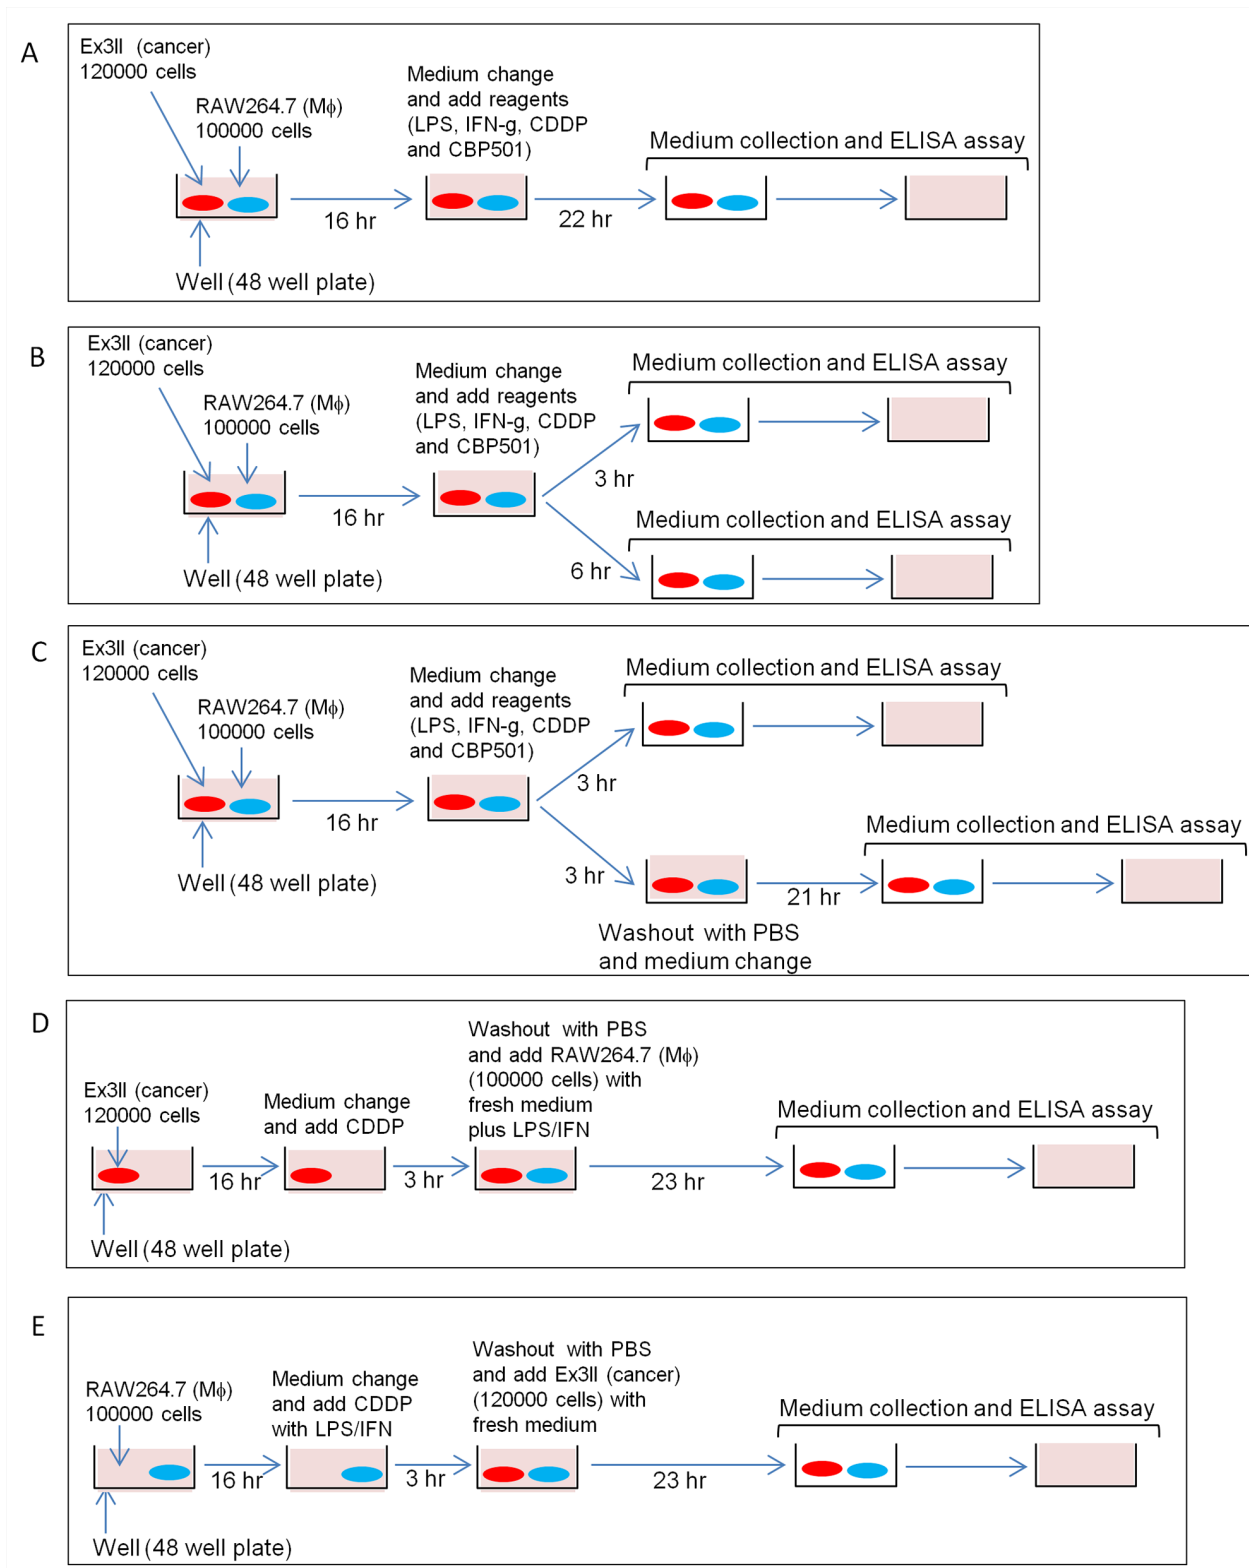 A
Ex3II (cancer)
120000 cells
RAW264.7 (Mϕ)
100000 cells
Medium change
and add reagents
(LPS, IFN-g, CDDP
and CBP501)
Medium collection and ELISA assay
16 hr
22 hr
Well (48 well plate)
B
Ex3II (cancer)
120000 cells
RAW264.7 (Mϕ)
100000 cells
Medium change
and add reagents
(LPS, IFN-g, CDDP
and CBP501)
Medium collection and ELISA assay
3 hr
16 hr
Medium collection and ELISA assay
6 hr
Well (48 well plate)
C
Ex3II (cancer)
120000 cells
RAW264.7 (Mϕ)
100000 cells
Medium change
and add reagents
(LPS, IFN-g, CDDP
and CBP501)
Medium collection and ELISA assay
3 hr
16 hr
Medium collection and ELISA assay
3 hr
21 hr
Well (48 well plate)
Washout with PBS
and medium change
D
Ex3II (cancer)
120000 cells
Medium change
and add CDDP
Washout with PBS
and add RAW264.7 (Mϕ)
(100000 cells) with
fresh medium
plus LPS/IFN
Medium collection and ELISA assay
16 hr
3 hr
23 hr
Well (48 well plate)
E
RAW264.7 (Mϕ)
100000 cells
Medium change
and add CDDP
with LPS/IFN
Washout with PBS
and add Ex3II (cancer)
(120000 cells) with
fresh medium
Medium collection and ELISA assay
16 hr
3 hr
23 hr
Well (48 well plate)